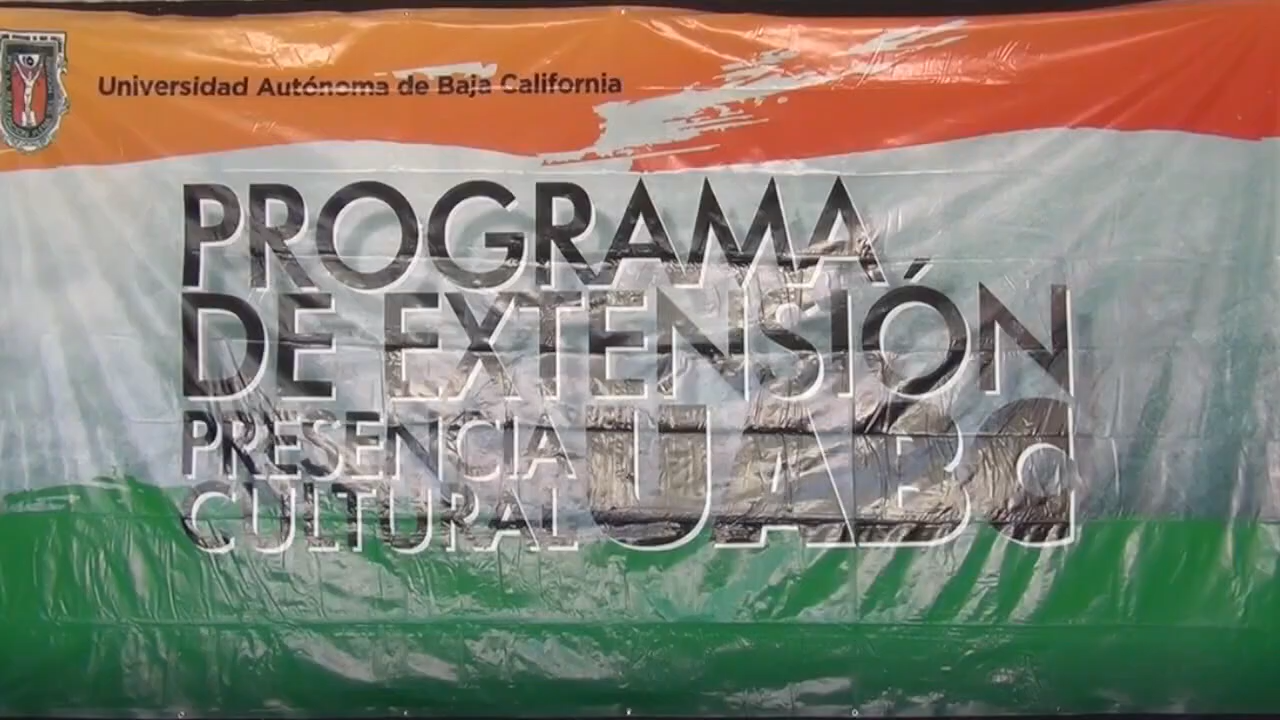 Universidad Autónoma de Baja California
PROGRAMA
DE EXTENSIÓN
PRESENCIA
CULTURAL
UABC